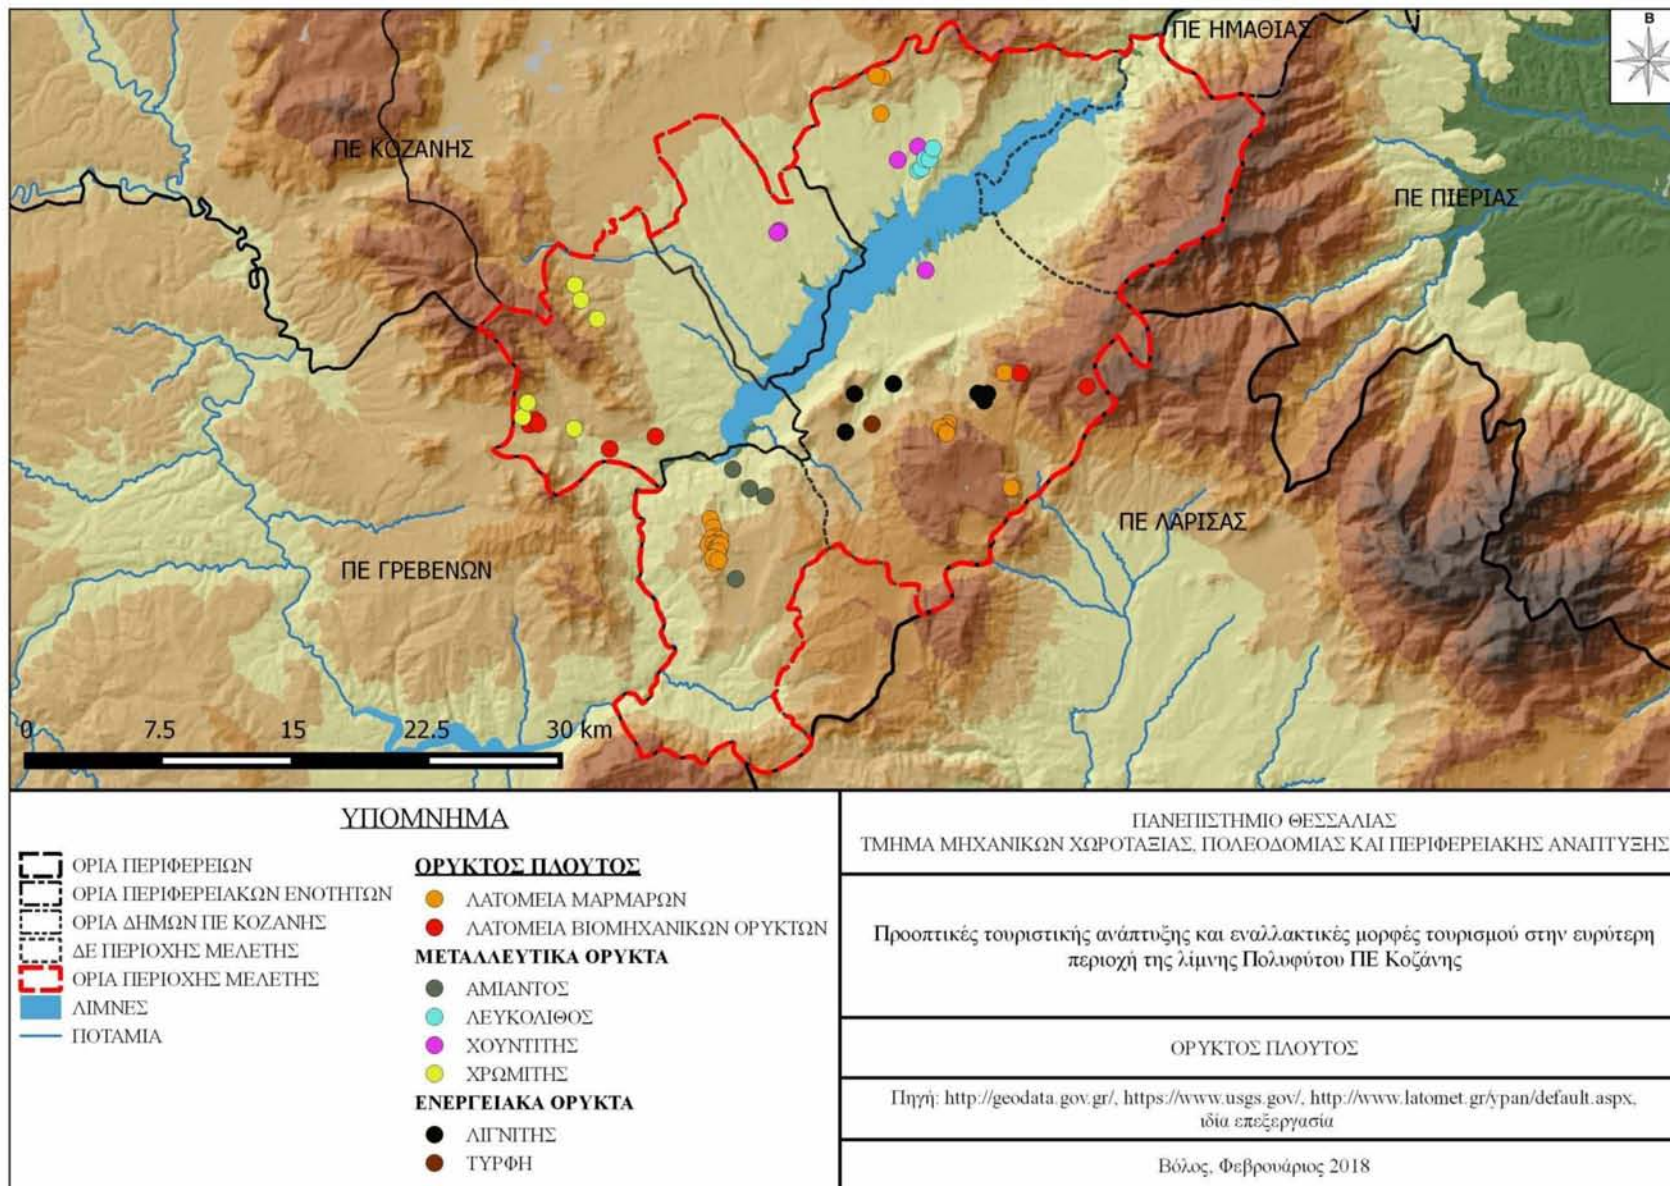 Β
ΠΕ ΗΜΑΘΙΑΣ
ΠΕ ΚΟΖΑΝΗΣ
ΠΕ ΠΙΕΡΙΑΣ
ΠΕ ΛΑΡΙΣΑΣ
ΠΕ ΓΡΕΒΕΝΩΝ
0 7.5 15 22.5 30 km
ΥΠΟΜΝΗΜΑ
ΟΡΙΑ ΠΕΡΙΦΕΡΕΙΩΝ
ΟΡΙΑ ΠΕΡΙΦΕΡΕΙΑΚΩΝ ΕΝΟΤΗΤΩΝ
ΟΡΙΑ ΔΗΜΩΝ ΠΕ ΚΟΖΑΝΗΣ
ΔΕ ΠΕΡΙΟΧΗΣ ΜΕΛΕΤΗΣ
ΟΡΙΑ ΠΕΡΙΟΧΗΣ ΜΕΛΕΤΗΣ
ΛΙΜΝΕΣ
ΠΟΤΑΜΙΑ
ΟΡΥΚΤΟΣ ΠΛΟΥΤΟΣ
ΛΑΤΟΜΕΙΑ ΜΑΡΜΑΡΩΝ
ΛΑΤΟΜΕΙΑ ΒΙΟΜΗΧΑΝΙΚΩΝ ΟΡΥΚΤΩΝ
ΜΕΤΑΛΛΕΥΤΙΚΑ ΟΡΥΚΤΑ
ΑΜΙΑΝΤΟΣ
ΛΕΥΚΟΛΙΘΟΣ
ΧΟΥΝΤΙΤΗΣ
ΧΡΩΜΙΤΗΣ
ΕΝΕΡΓΕΙΑΚΑ ΟΡΥΚΤΑ
ΛΙΓΝΙΤΗΣ
ΤΥΡΦΗ
ΠΑΝΕΠΙΣΤΗΜΙΟ ΘΕΣΣΑΛΙΑΣ
ΤΜΗΜΑ ΜΗΧΑΝΙΚΩΝ ΧΩΡΟΤΑΞΙΑΣ, ΠΟΛΕΟΔΟΜΙΑΣ ΚΑΙ ΠΕΡΙΦΕΡΕΙΑΚΗΣ ΑΝΑΠΤΥΞΗΣ
Προοπτικές τουριστικής ανάπτυξης και εναλλακτικές μορφές τουρισμού στην ευρύτερη
περιοχή της λίμνης Πολυφύτου ΠΕ Κοζάνης
ΟΡΥΚΤΟΣ ΠΛΟΥΤΟΣ
Πηγή: http://geodata.gov.gr/, https://www.usgs.gov/, http://www.latomet.gr/ypan/default.aspx,
ιδία επεξεργασία
Βόλος, Φεβρουάριος 2018